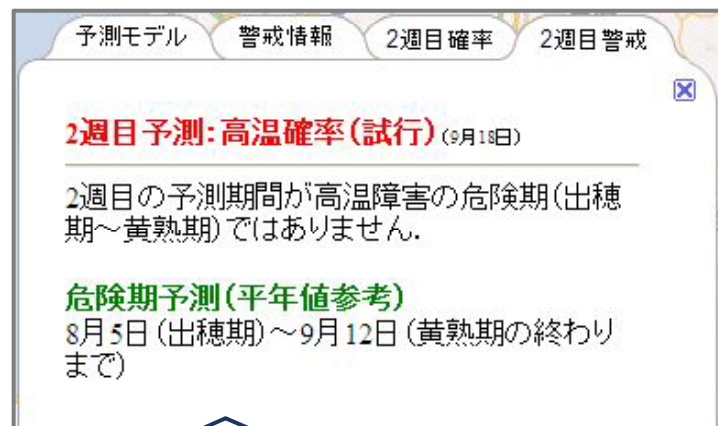 予測モデル 警戒情報 2週目確率 2週目警戒
2週目予測:高温確率(試行)(9月18日)
2週目の予測期間が高温障害の危険期(出穂
期～黄熟期)ではありません.
危険期予測(平年値参考)
8月5日(出穂期)～9月12日(黄熟期の終わり
まで)